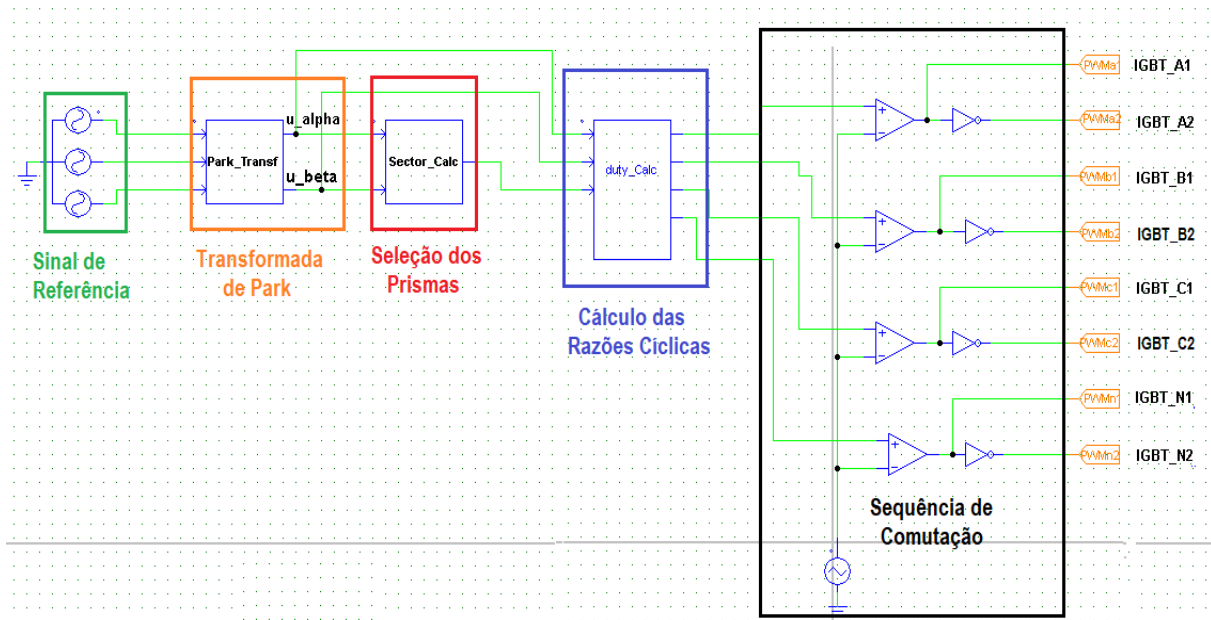 Park_Transf
u_alpha
u_beta
Sector_Calc
duty_Calc
Sinal de
Referência
Transformada
de Park
Seleção dos
Prismas
Cálculo das
Razões Cíclicas
Sequência de
Comutação
PWMa1 IGBT_A1
PWMa2 IGBT_A2
PWMb1 IGBT_B1
PWMb2 IGBT_B2
PWMc1 IGBT_C1
PWMc2 IGBT_C2
PWMn1 IGBT_N1
PWMn2 IGBT_N2